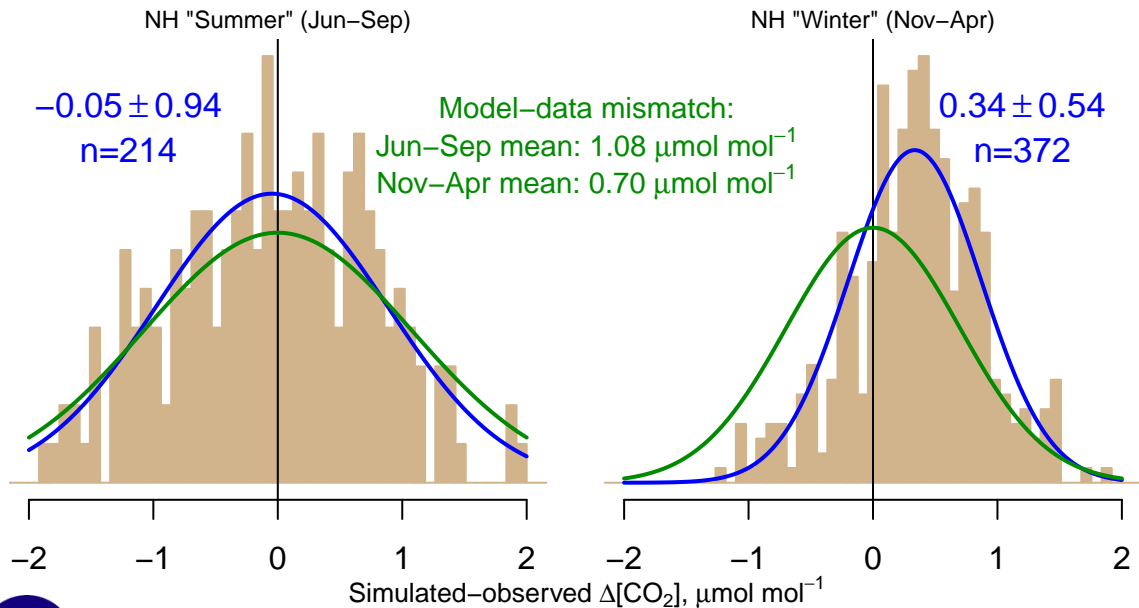 NH "Summer" (Jun−Sep)
NH "Winter" (Nov−Apr)
−0.05 ± 0.94
n=214
Model−data mismatch:
Jun−Sep mean: 1.08 μmol mol⁻¹
Nov−Apr mean: 0.70 μmol mol⁻¹
0.34 ± 0.54
n=372
−2 −1 0 1 2
−2 −1 0 1 2
Simulated−observed Δ[CO₂], μmol mol⁻¹